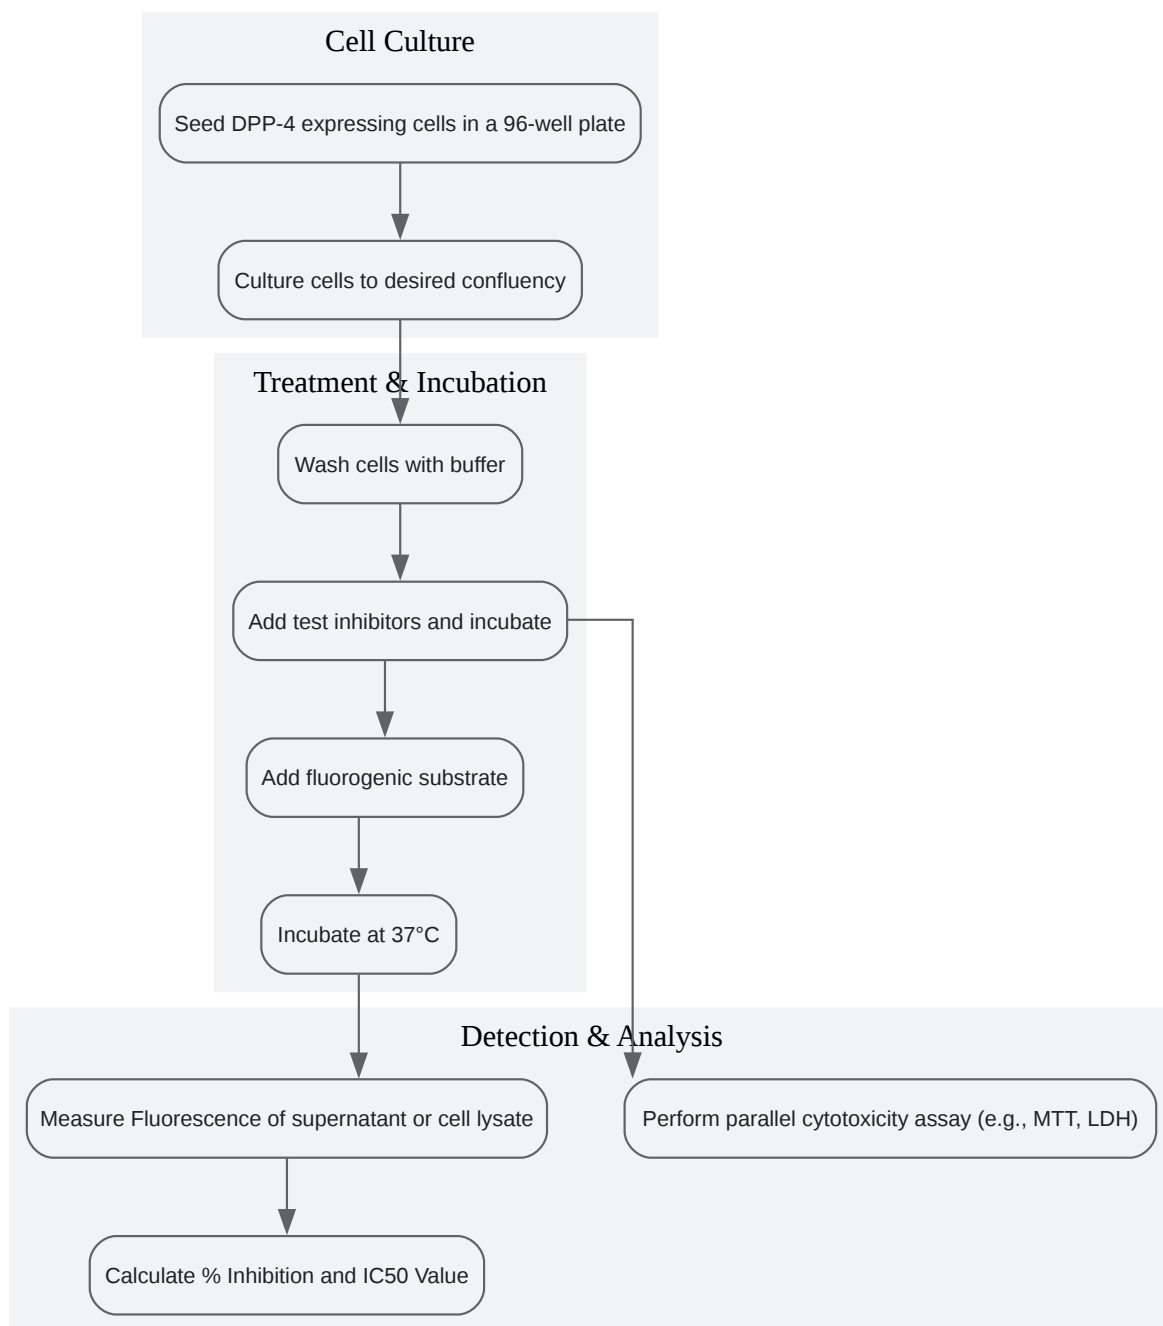 Cell Culture
Seed DPP-4 expressing cells in a 96-well plate
Culture cells to desired confluency
Treatment & Incubation
Wash cells with buffer
Add test inhibitors and incubate
Add fluorogenic substrate
Incubate at 37°C
Detection & Analysis
Measure Fluorescence of supernatant or cell lysate
Perform parallel cytotoxicity assay (e.g., MTT, LDH)
Calculate % Inhibition and IC50 Value